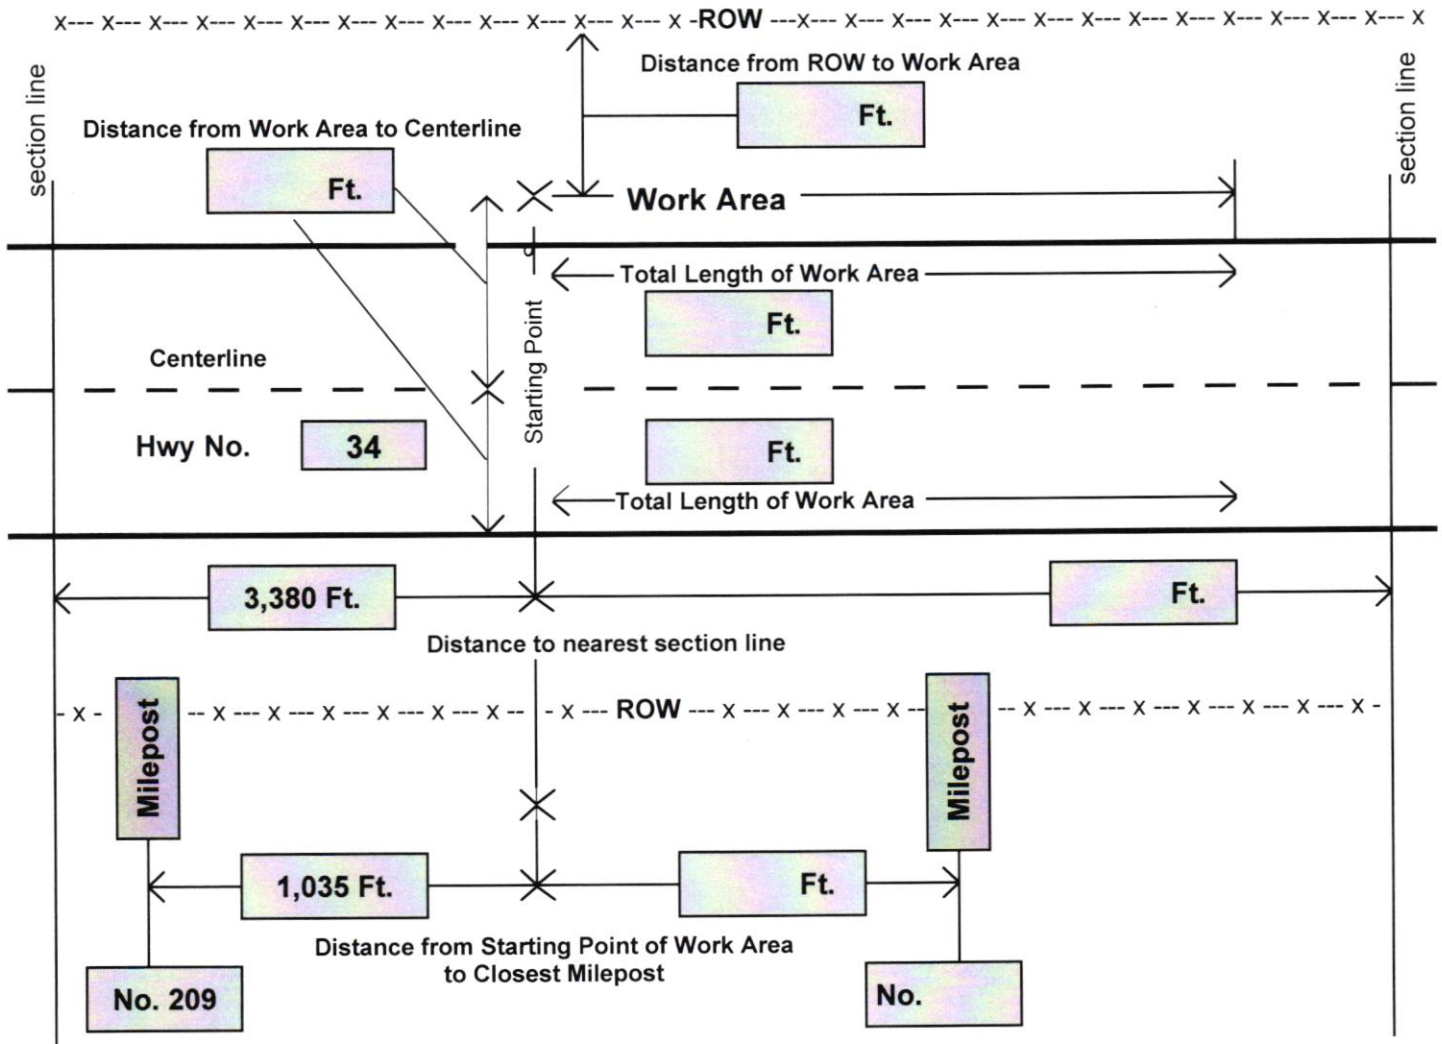 X--- X --- X --- X --- X --- X --- X --- X --- X --- X --- X --- X -ROW ---X--- X --- X --- X --- X --- X --- X --- X --- X --- X --- X--- X
section line
Distance from ROW to Work Area
Ft.
section line
Distance from Work Area to Centerline
Ft.
Work Area
Total Length of Work Area
Ft.
Starting Point
Centerline
Hwy No.
34
Ft.
Total Length of Work Area
3,380 Ft.
Ft.
Distance to nearest section line
- X - -- X --- X --- X --- X --- X --- X --- - X --- ROW --- X --- X --- X --- X -- -- X --- X --- X --- X --- X --- X --- X -
Milepost
Milepost
1,035 Ft.
Ft.
Distance from Starting Point of Work Area
to Closest Milepost
No. 209
No.